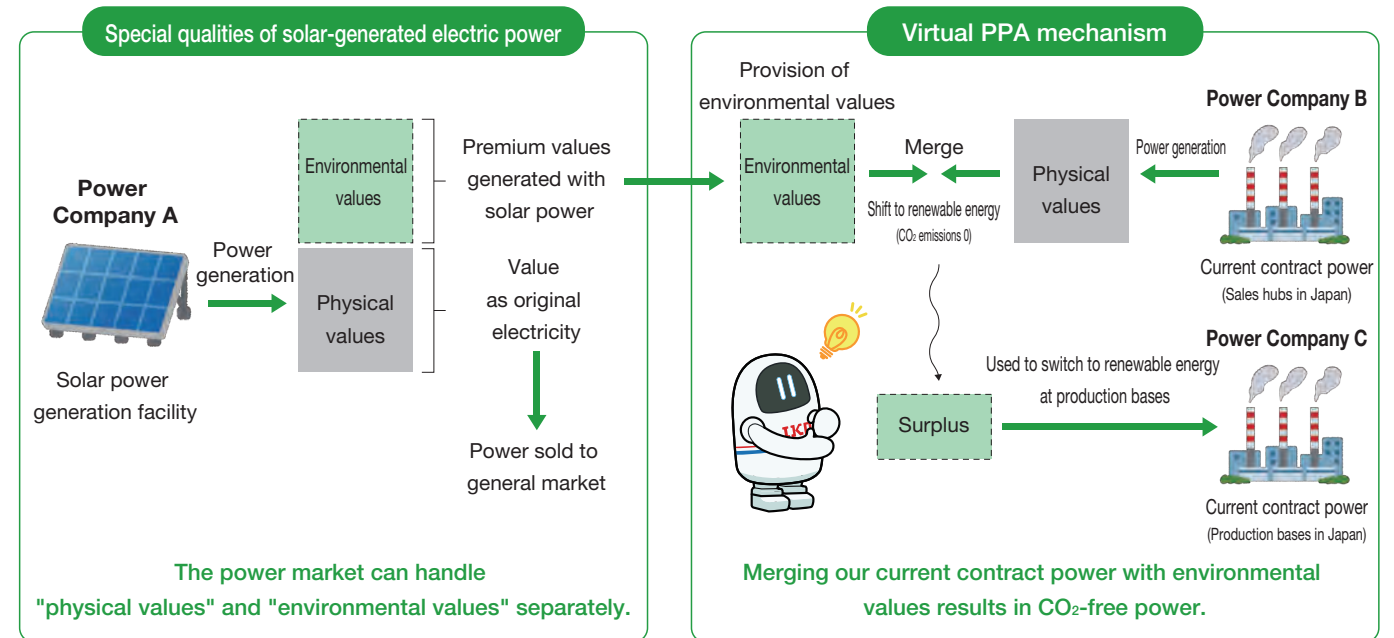 Special qualities of solar-generated electric power
Power
Company A
Solar power
generation facility
Power
generation
Environmental
values
Physical
values
Premium values
generated with
solar power
Value
as original
electricity
Power sold to
general market
The power market can handle
"physical values" and "environmental values" separately.
Virtual PPA mechanism
Provision of
environmental values
Environmental
values
Merge
Shift to renewable energy
(CO₂ emissions 0)
Physical
values
Power generation
Power Company B
Current contract power
(Sales hubs in Japan)
Surplus
Used to switch to renewable energy
at production bases
Power Company C
Current contract power
(Production bases in Japan)
Merging our current contract power with environmental
values results in CO₂-free power.